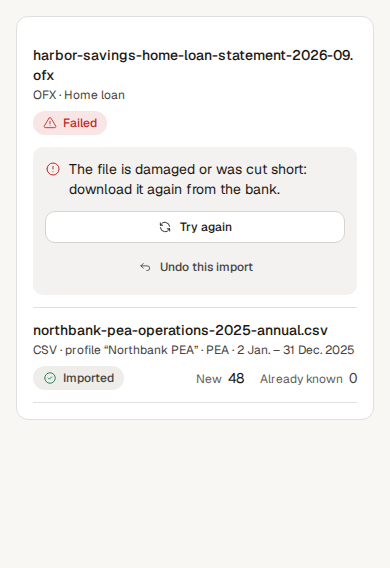 harbor-savings-home-loan-statement-2026-09.
ofx
OFX · Home loan
Failed
The file is damaged or was cut short:
download it again from the bank.
Try again
Undo this import
northbank-pea-operations-2025-annual.csv
CSV · profile “Northbank PEA” · PEA · 2 Jan. – 31 Dec. 2025
Imported New 48 Already known 0